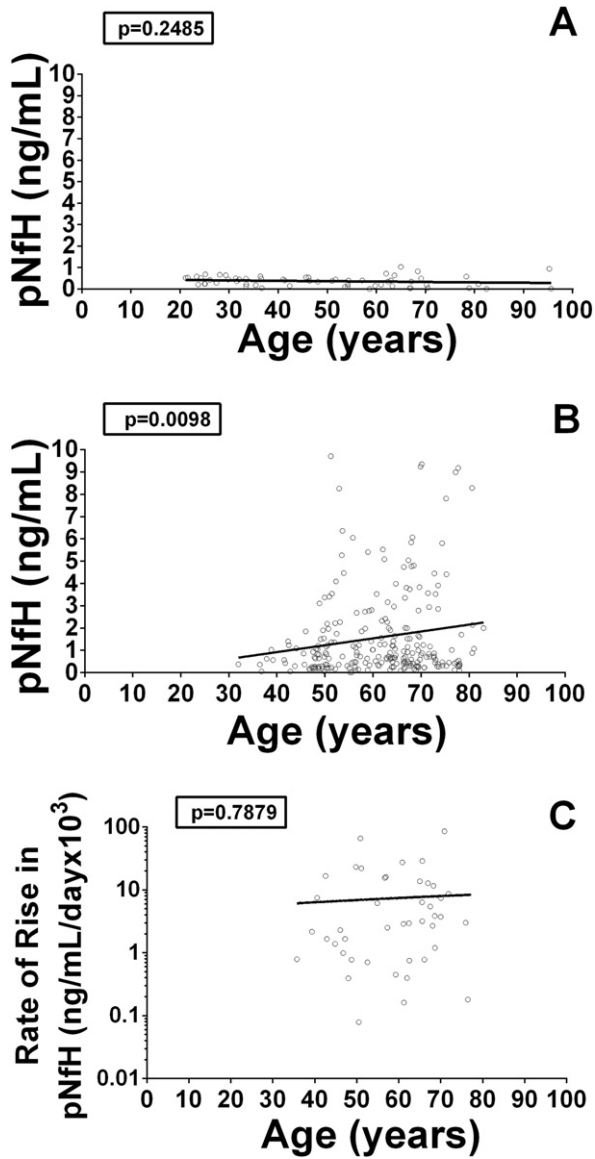 p=0.2485
A
10
9
8
7
6
5
4
3
2
1
0
pNfH (ng/mL)
0 10 20 30 40 50 60 70 80 90 100
Age (years)
p=0.0098
B
10
9
8
7
6
5
4
3
2
1
0
pNfH (ng/mL)
0 10 20 30 40 50 60 70 80 90 100
Age (years)
p=0.7879
C
100
10
1
0.1
0.01
Rate of Rise in
pNfH (ng/mL/dayx10³)
0 10 20 30 40 50 60 70 80 90 100
Age (years)